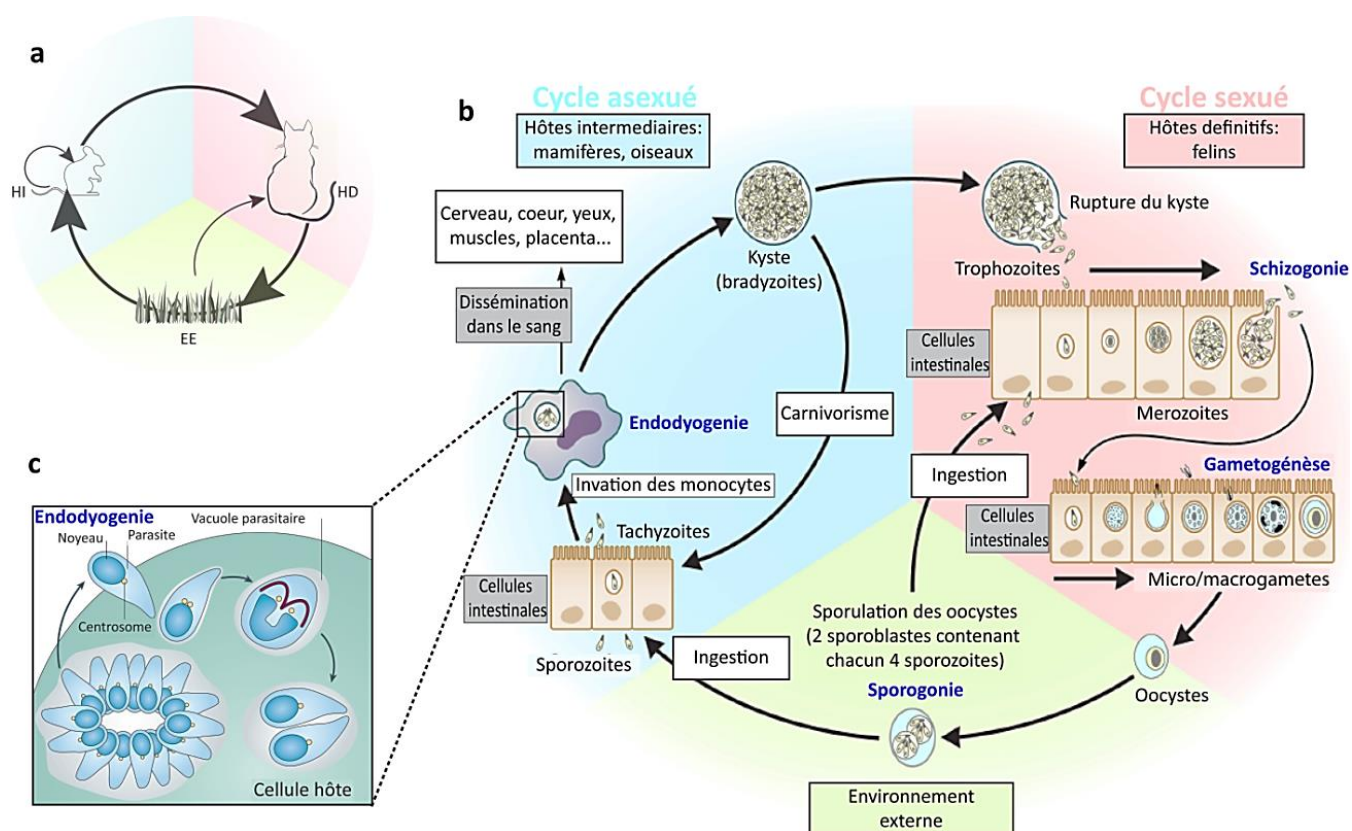 a
HI
HD
EE
b
Cycle asexué
Hôtes intermediaires:
mamifères, oiseaux
Cycle sexué
Hôtes definitifs:
felins
Cerveau, coeur, yeux,
muscles, placenta...
Dissémination
dans le sang
Kyste
(bradyzoites)
Rupture du kyste
Trophozoites
Schizogonie
Cellules
intestinales
Merozoites
Endodyogenie
Carnivorisme
Invation des monocytes
Tachyzoites
Cellules
intestinales
Sporozoites
Ingestion
Ingestion
Gametogénèse
Cellules
intestinales
Micro/macrogametes
Sporulation des oocystes
(2 sporoblastes contenant
chacun 4 sporozoites)
Sporogonie
Oocystes
Environnement
externe
c
Endodyogenie
Noyeau
Parasite
Vacuole parasitaire
Centrosome
Cellule hôte